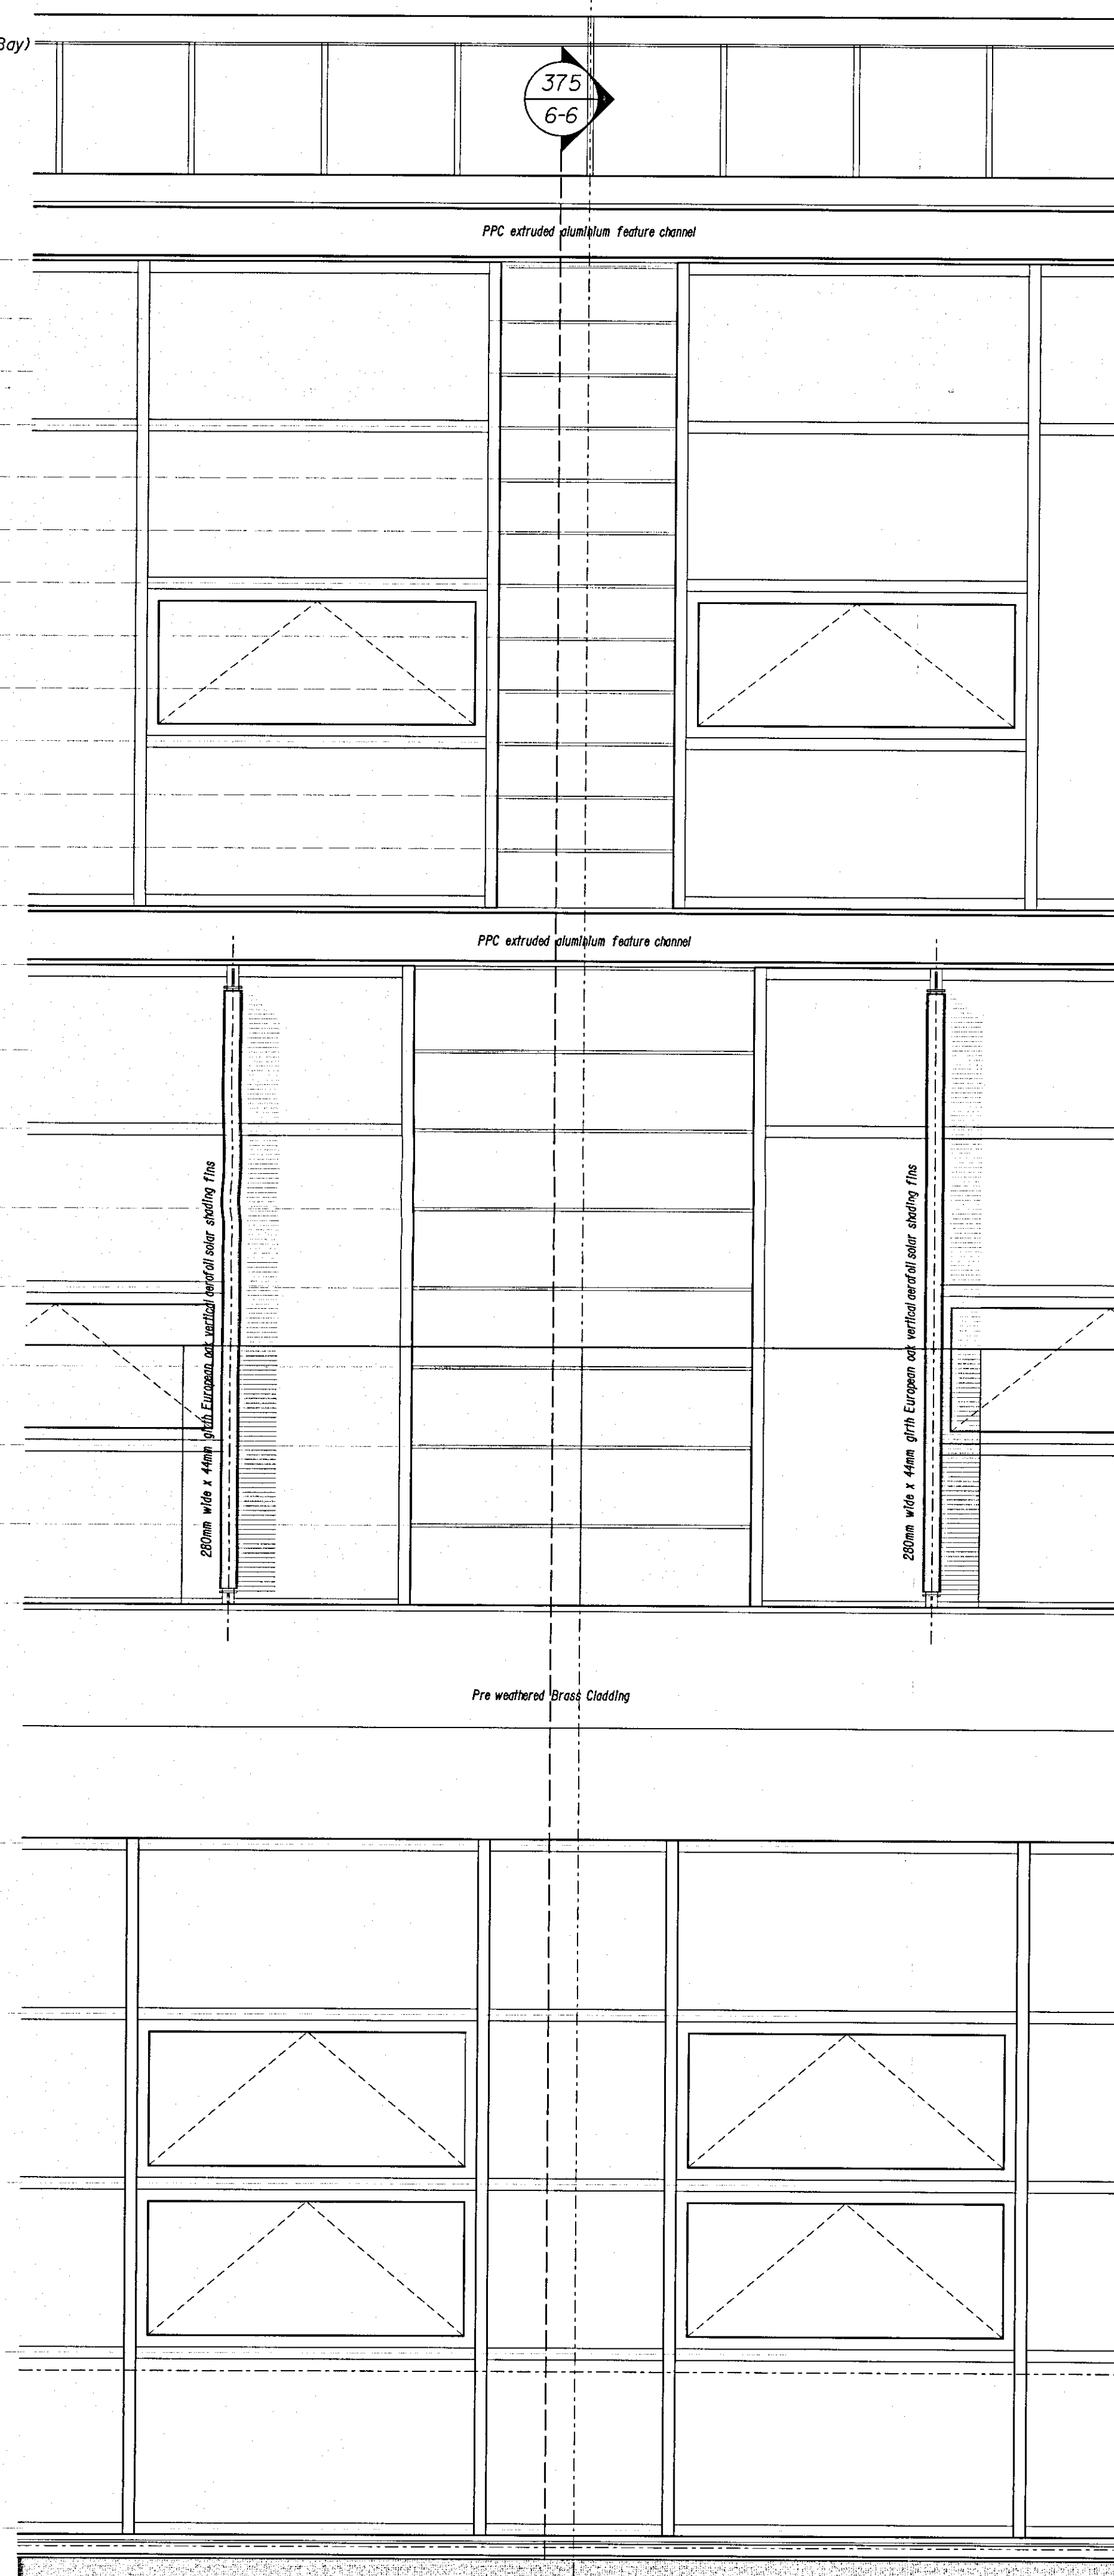 Bay)
375
6-6
PPC extruded aluminium feature channel
PPC extruded aluminium feature channel
280mm wide x 44mm girth European oak vertical aerofoil solar shading fins
280mm wide x 44mm girth European oak vertical aerofoil solar shading fins
Pre weathered Brass Cladding